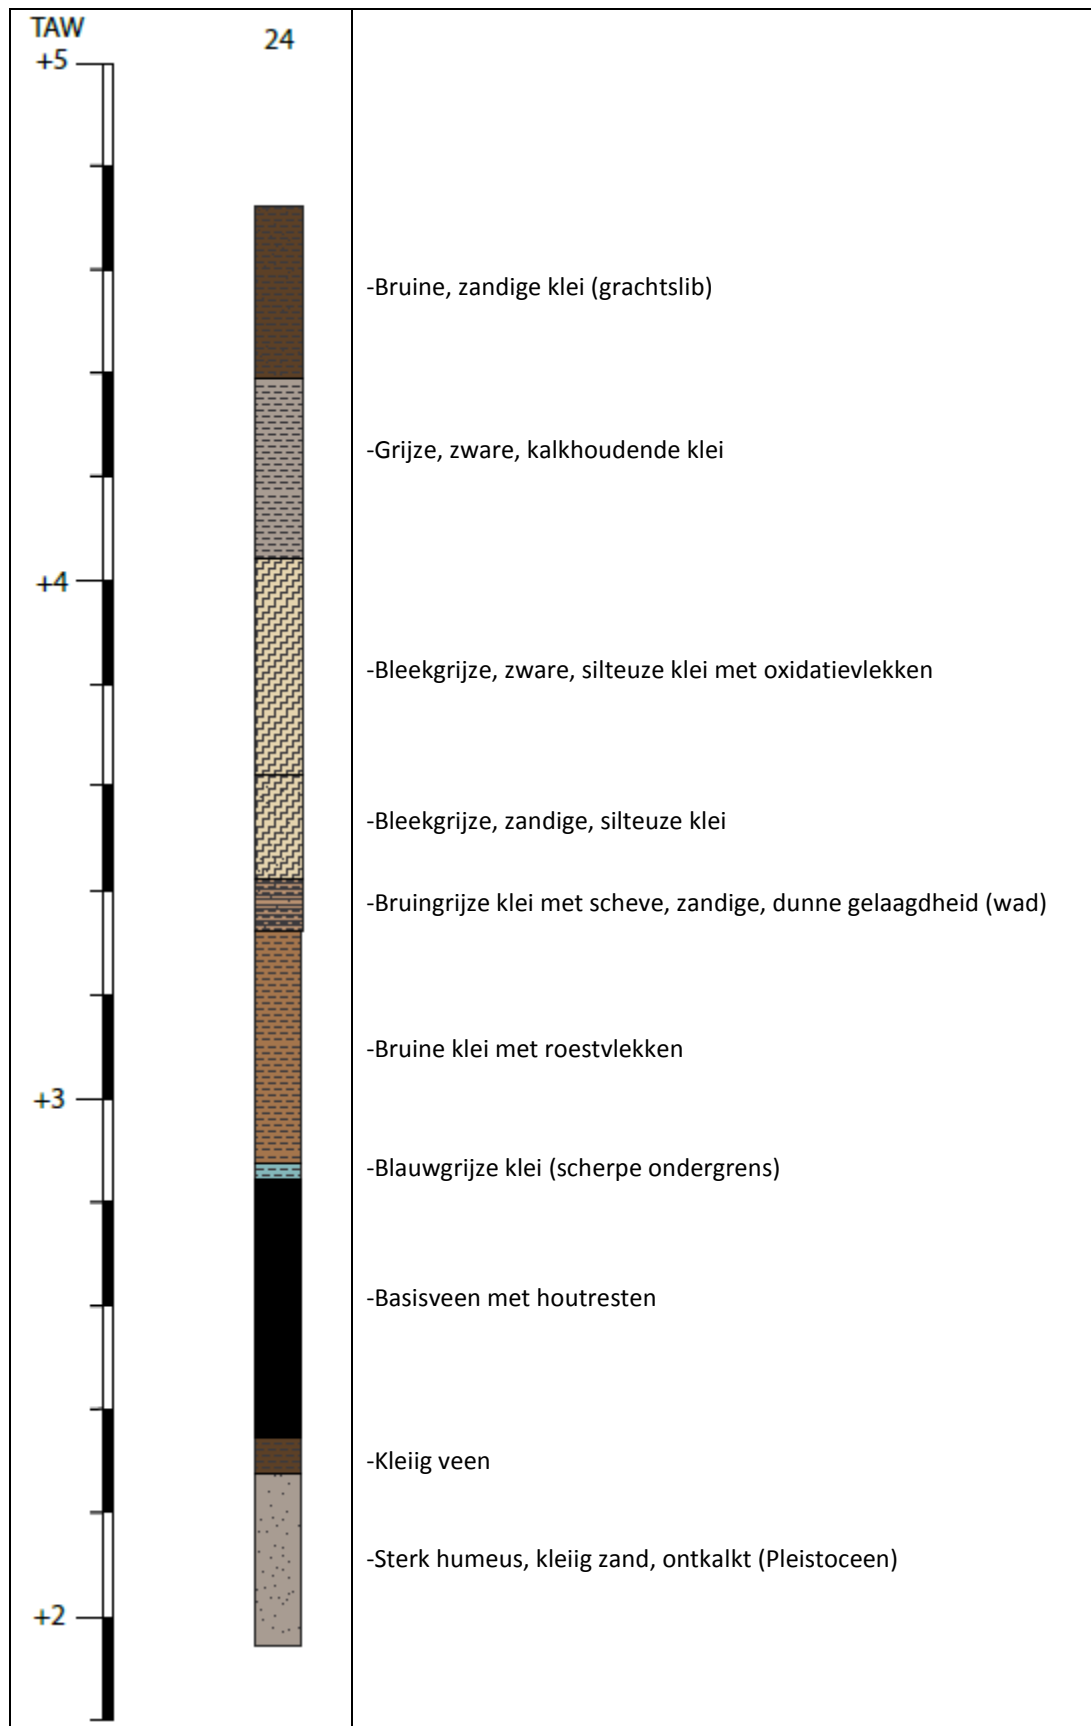 TAW
24
+5
-Bruine, zandige klei (grachtslib)
-Grijze, zware, kalkhoudende klei
+4
-Bleekgrijze, zware, silteuze klei met oxidatievlekken
-Bleekgrijze, zandige, silteuze klei
-Bruingrijze klei met scheve, zandige, dunne gelaagdheid (wad)
-Bruine klei met roestvlekken
+3
-Blauwgrijze klei (scherpe ondergrens)
-Basisveen met houtresten
-Kleiig veen
-Sterk humeus, kleiig zand, ontkalkt (Pleistoceen)
+2